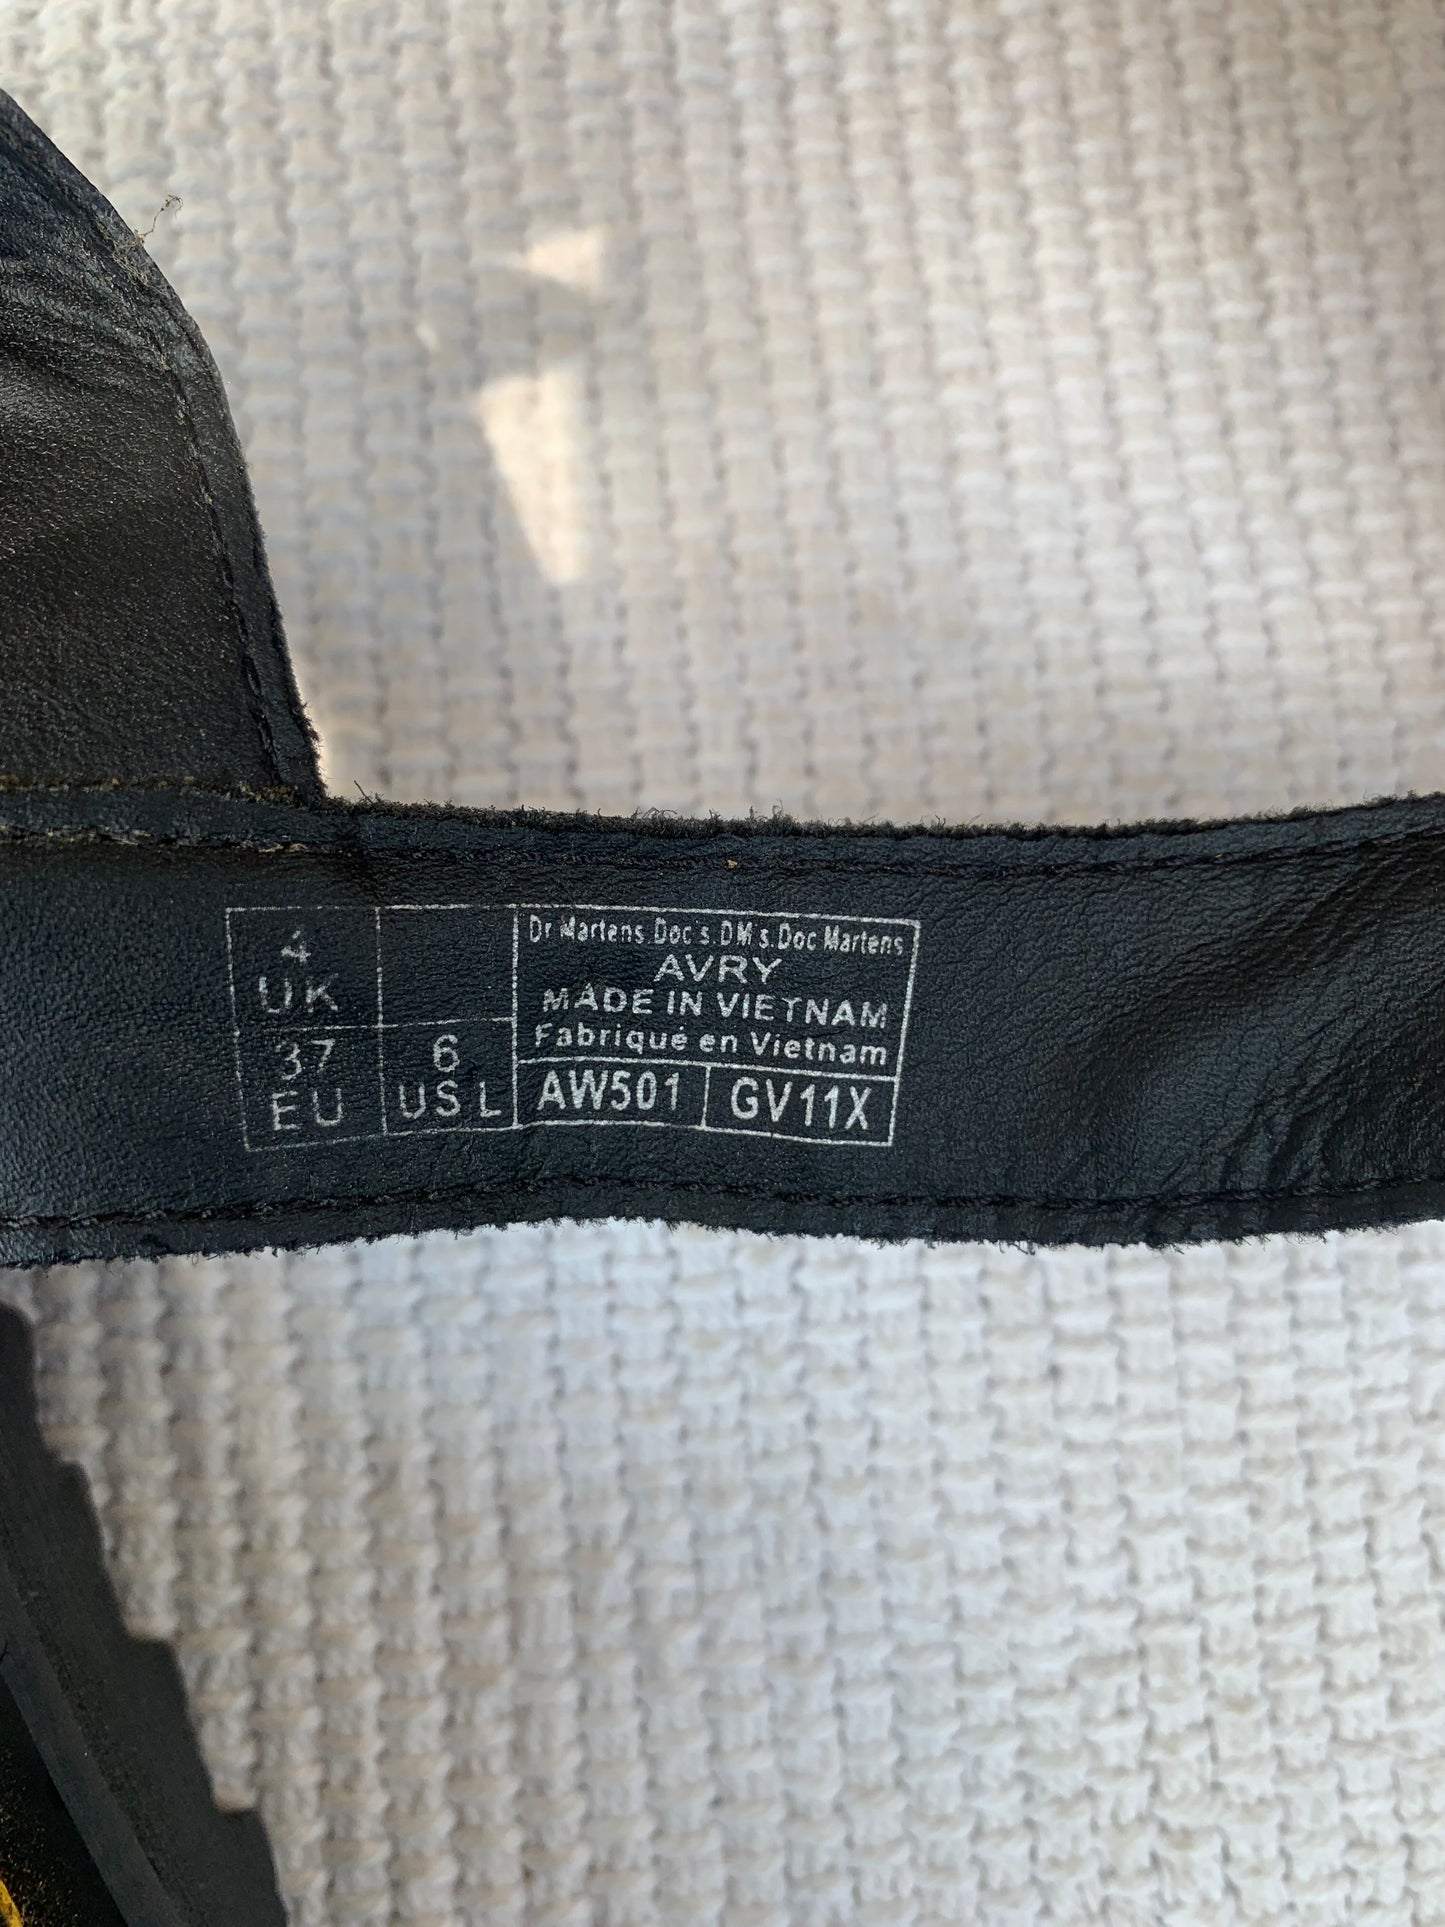 4
UK
37
EU
6
US L
Dr Martens.Doc's.DM's.Doc Martens
AVRY
MADE IN VIETNAM
Fabriqué en Vietnam
AW501
GV11X